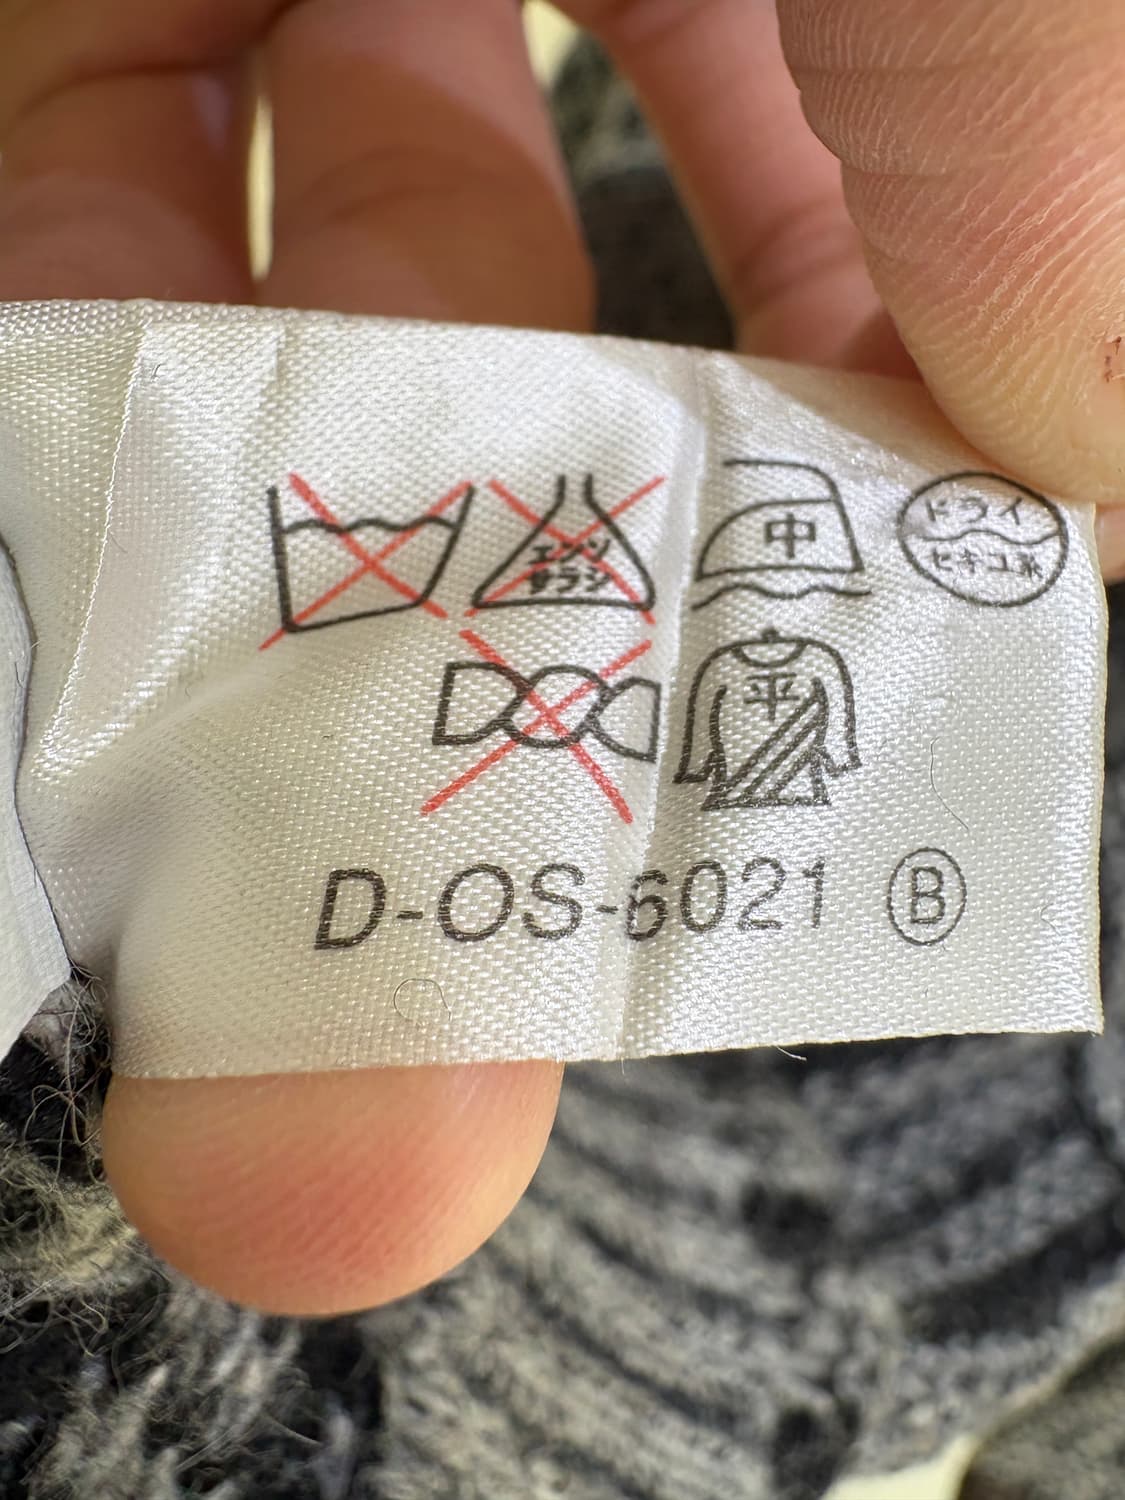 エンソ
サラシ
中
ドライ
セキユ系
平
D-OS-6021 Ⓑ